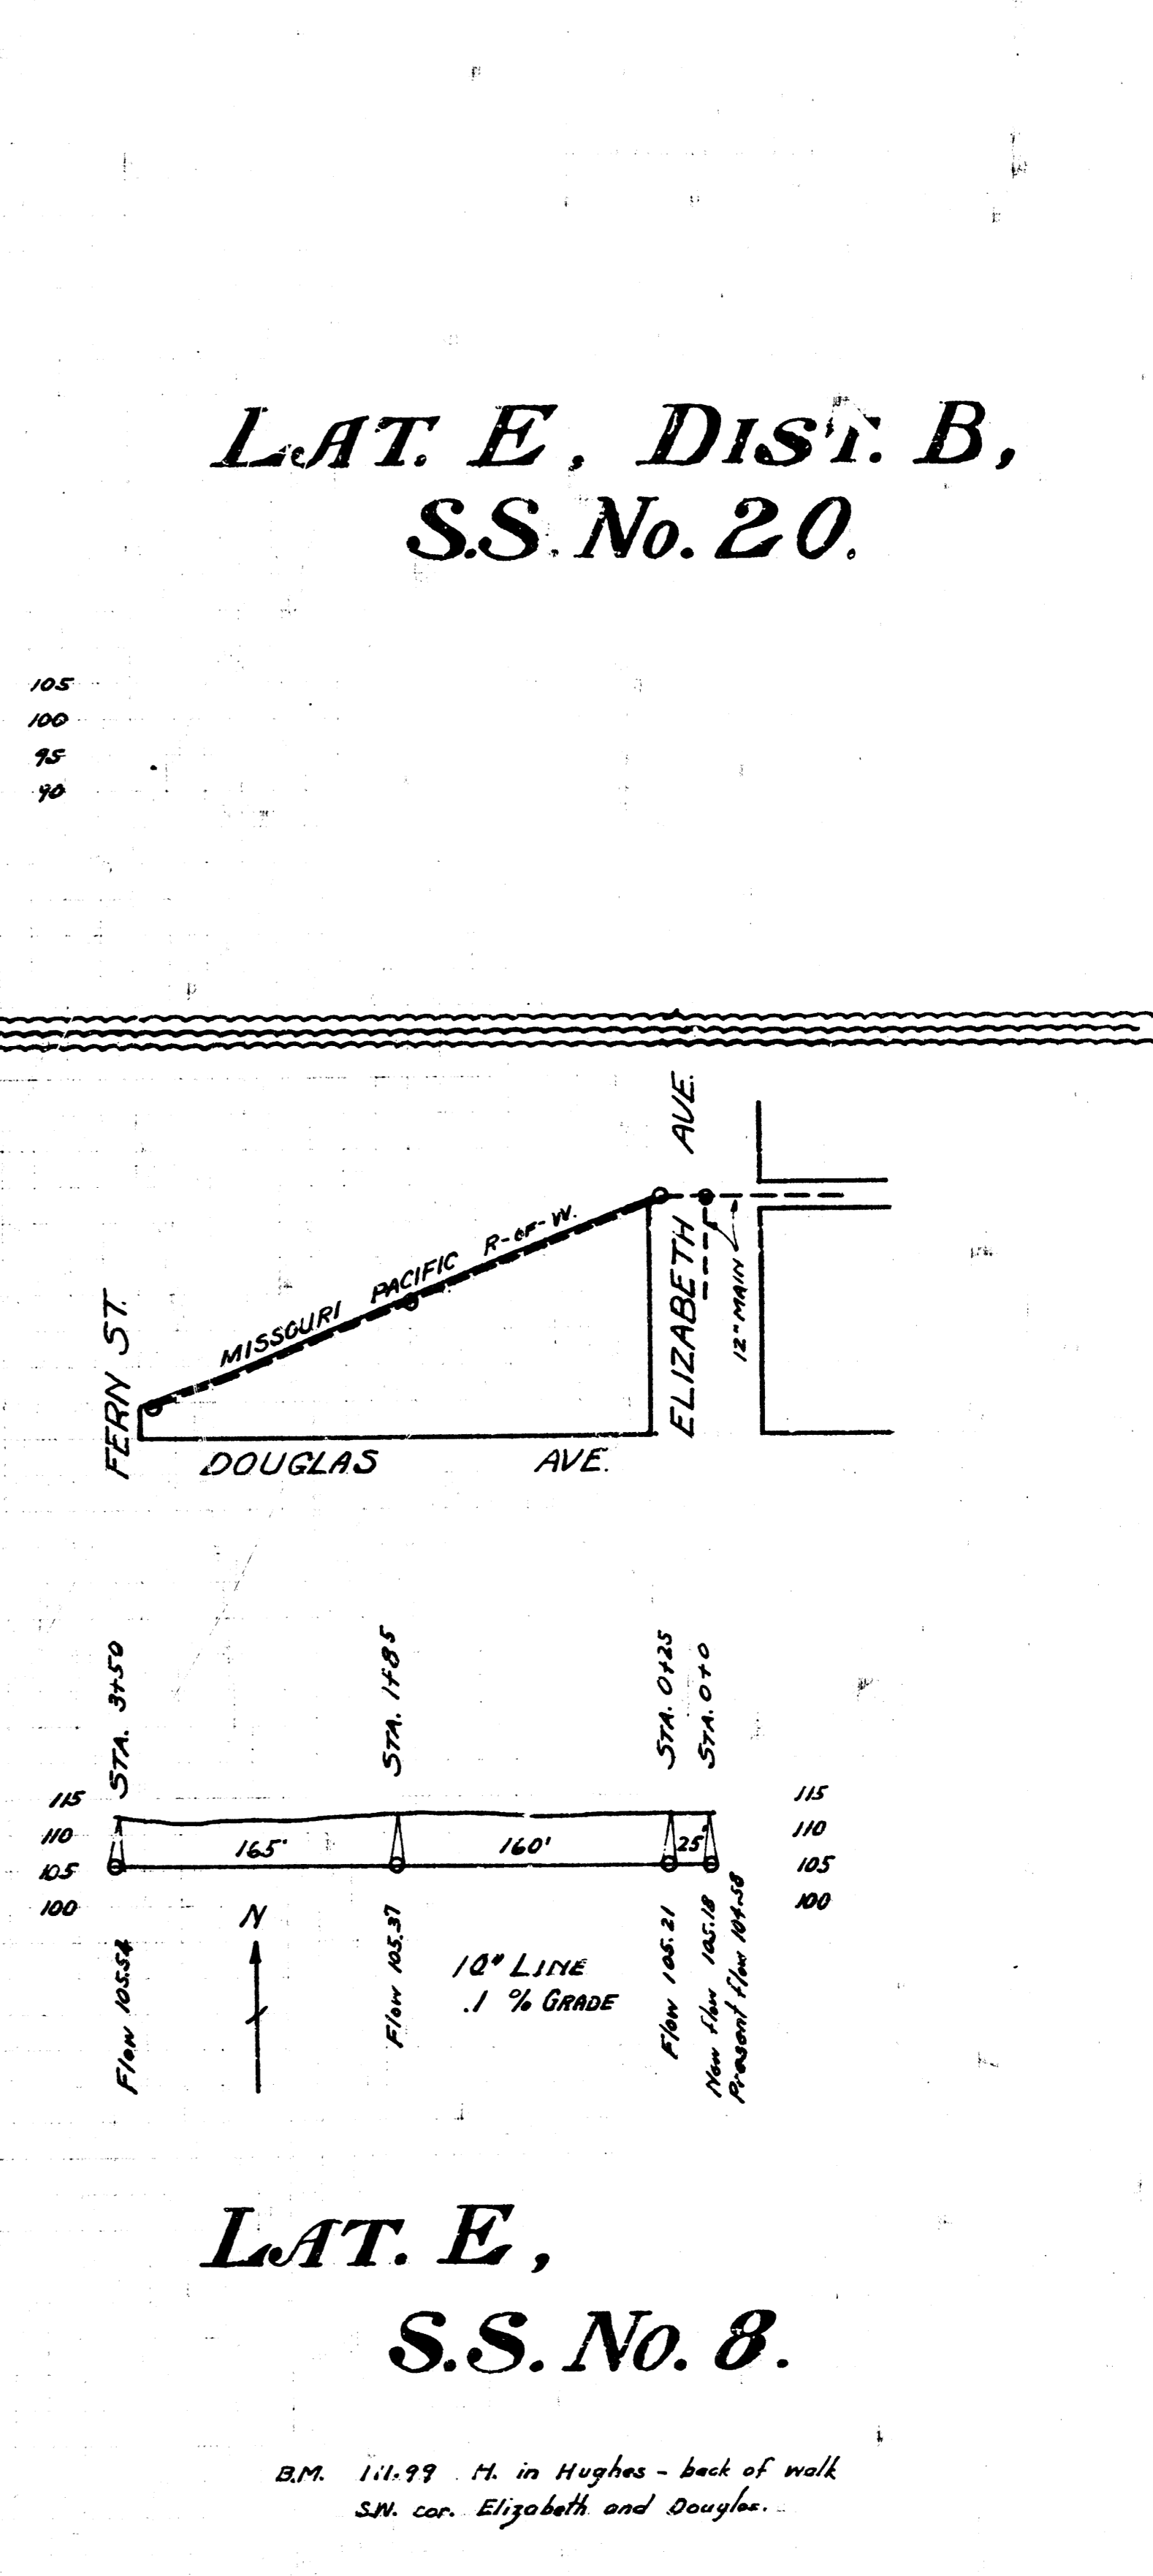 LAT. E, DIST. B,
S.S. No. 20.
105
100
95
90
AVE.
ELIZABETH
12" MAIN
MISSOURI PACIFIC R-OF-W.
FERN ST.
DOUGLAS AVE.
STA. 3+50
STA. 1+85
STA. 0+25
STA. 0+0
115
110
105
100
165'
160'
25'
115
110
105
100
N
Flow 105.54
Flow 105.37
10" LINE
.1 % GRADE
Flow 105.21
New flow 105.18
Present flow 104.58
LAT. E,
S.S. No. 8.
B.M. 111.99 H. in Hughes - back of walk
S.W. cor. Elizabeth and Douglas.